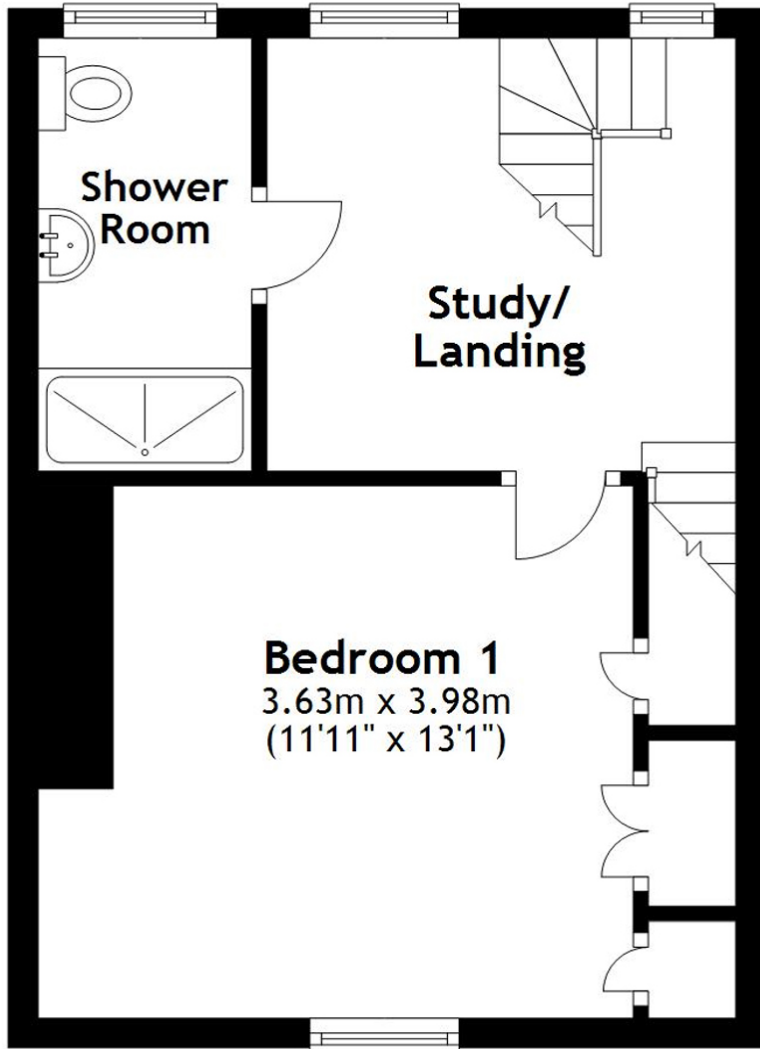 Shower
Room
Study/
Landing
Bedroom 1
3.63m x 3.98m
(11'11" x 13'1")